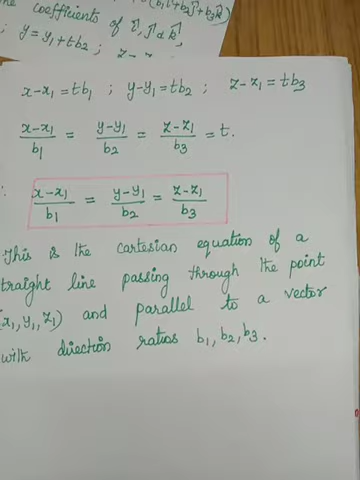 the coefficients of î, ĵ & k̂
; y = y₁ + tb₂ ;
x - x₁ = tb₁ ; y - y₁ = tb₂ ; z - z₁ = tb₃
(x - x₁)/b₁ = (y - y₁)/b₂ = (z - z₁)/b₃ = t.
(x - x₁)/b₁ = (y - y₁)/b₂ = (z - z₁)/b₃
This is the cartesian equation of a
traight line passing through the point
(x₁, y₁, z₁) and parallel to a vector
with direction ratios b₁, b₂, b₃.